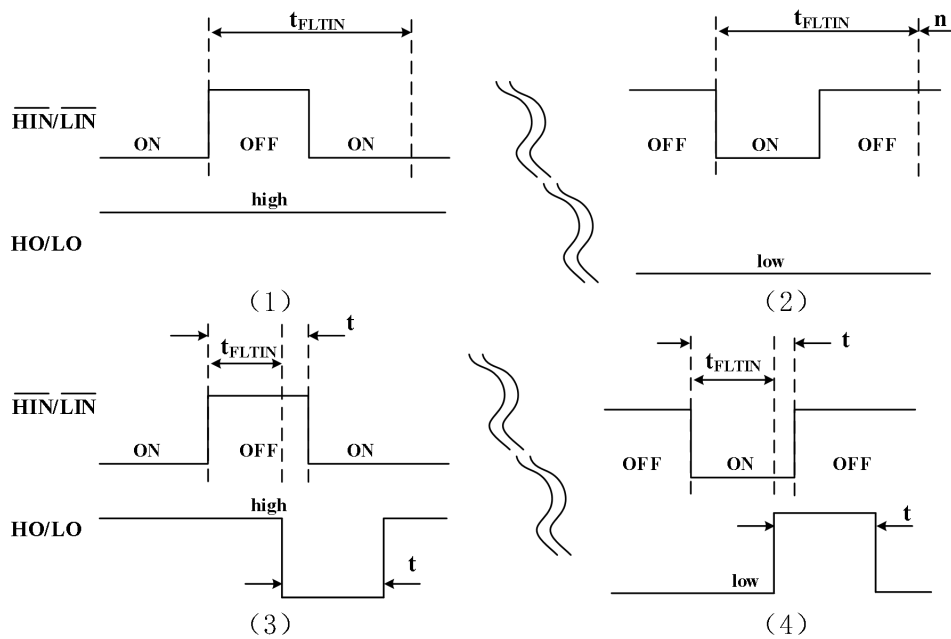 tFLTIN
HIN/LIN
ON OFF ON
high
HO/LO
(1)
tFLTIN n
OFF ON OFF
low
(2)
t
tFLTIN
HIN/LIN
ON OFF ON
high
HO/LO
t
(3)
t
tFLTIN
OFF ON OFF
t
low
(4)